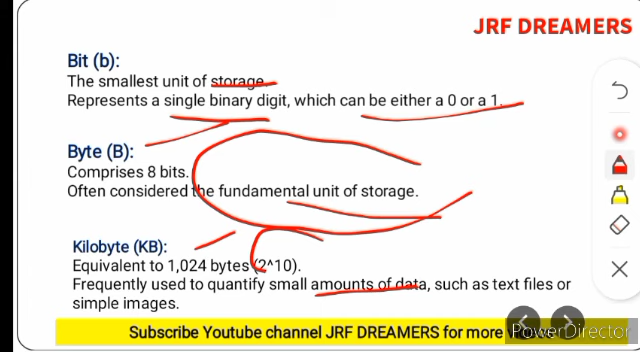 JRF DREAMERS
Bit (b):
The smallest unit of storage.
Represents a single binary digit, which can be either a 0 or a 1.
Byte (B):
Comprises 8 bits.
Often considered the fundamental unit of storage.
Kilobyte (KB):
Equivalent to 1,024 bytes (2^10).
Frequently used to quantify small amounts of data, such as text files or
simple images.
Subscribe Youtube channel JRF DREAMERS for more
PowerDirector